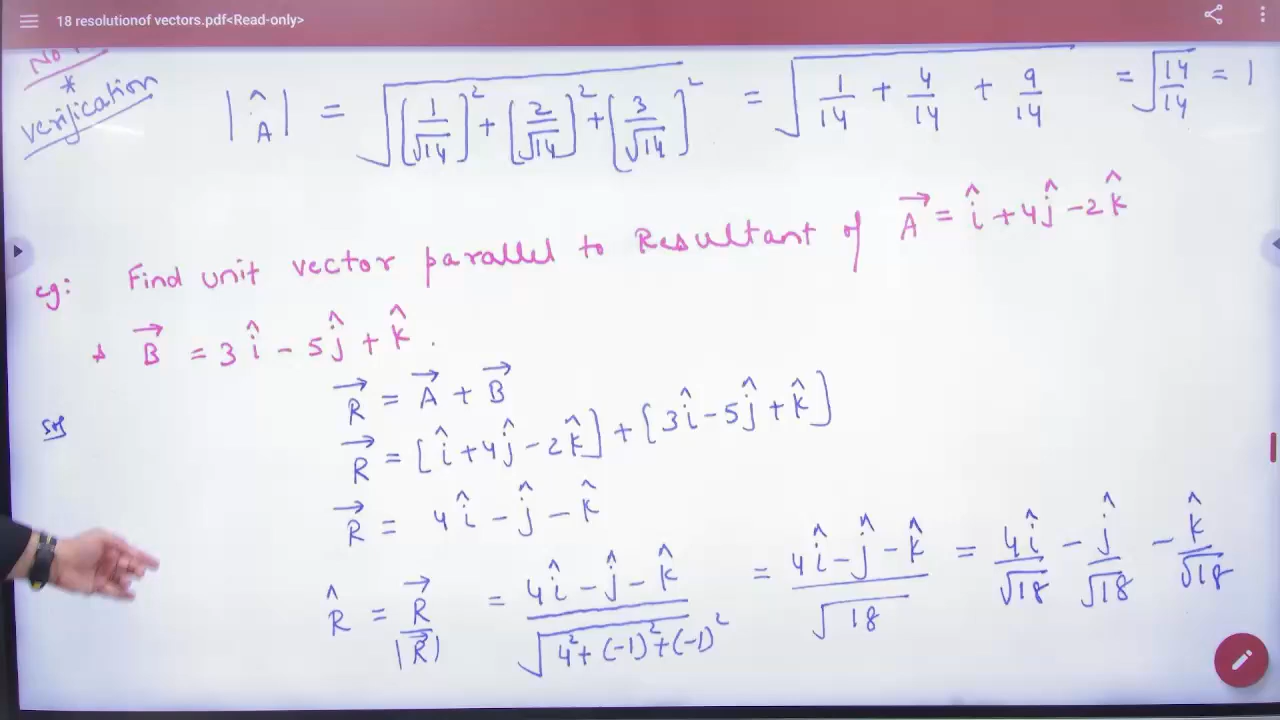 18 resolutionof vectors.pdf<Read-only>
*
verification
|Â| = √([1/√14]² + [2/√14]² + [3/√14]²) = √(1/14 + 4/14 + 9/14) = √(14/14) = 1
eg: Find unit vector parallel to Resultant of A⃗ = î + 4ĵ - 2k̂
& B⃗ = 3î - 5ĵ + k̂.
Sol
R⃗ = A⃗ + B⃗
R⃗ = [î + 4ĵ - 2k̂] + [3î - 5ĵ + k̂]
R⃗ = 4î - ĵ - k̂
R̂ = R⃗/|R⃗| = (4î - ĵ - k̂)/√(4² + (-1)² + (-1)²) = (4î - ĵ - k̂)/√18 = 4î/√18 - ĵ/√18 - k̂/√18